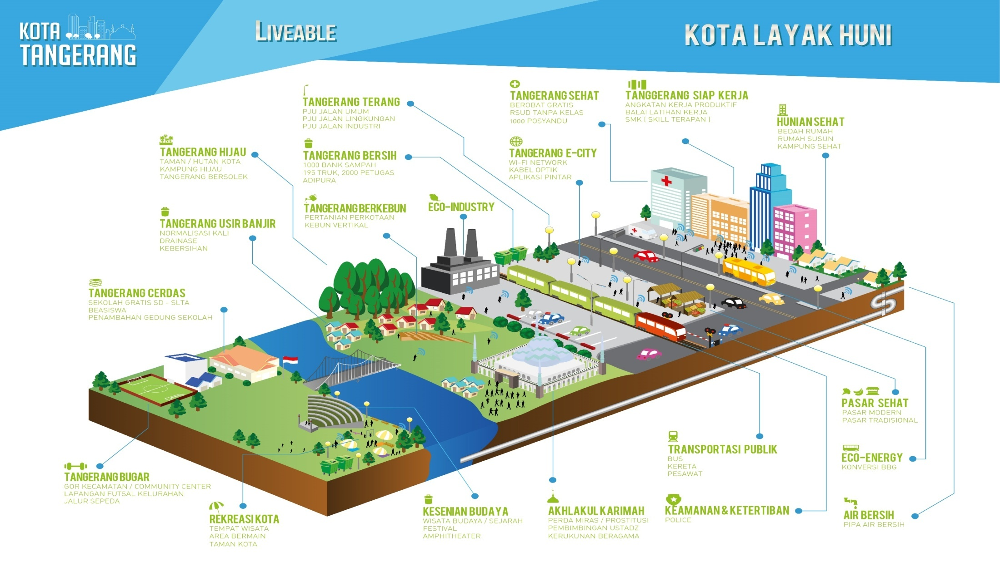 KOTA
TANGERANG
LIVEABLE
KOTA LAYAK HUNI
TANGERANG TERANG
PJU JALAN UMUM
PJU JALAN LINGKUNGAN
PJU JALAN INDUSTRI
TANGERANG SEHAT
BEROBAT GRATIS
RSUD TANPA KELAS
1000 POSYANDU
TANGGERANG SIAP KERJA
ANGKATAN KERJA PRODUKTIF
BALAI LATIHAN KERJA
SMK ( SKILL TERAPAN )
HUNIAN SEHAT
BEDAH RUMAH
RUMAH SUSUN
KAMPUNG SEHAT
TANGERANG HIJAU
TAMAN / HUTAN KOTA
KAMPUNG HIJAU
TANGERANG BERSOLEK
TANGERANG BERSIH
1000 BANK SAMPAH
195 TRUK, 2000 PETUGAS
ADIPURA
TANGERANG E-CITY
WI-FI NETWORK
KABEL OPTIK
APLIKASI PINTAR
TANGERANG USIR BANJIR
NORMALISASI KALI
DRAINASE
KEBERSIHAN
TANGERANG BERKEBUN
PERTANIAN PERKOTAAN
KEBUN VERTIKAL
ECO-INDUSTRY
TANGERANG CERDAS
SEKOLAH GRATIS SD - SLTA
BEASISWA
PENAMBAHAN GEDUNG SEKOLAH
TANGERANG BUGAR
GOR KECAMATAN / COMMUNITY CENTER
LAPANGAN FUTSAL KELURAHAN
JALUR SEPEDA
REKREASI KOTA
TEMPAT WISATA
AREA BERMAIN
TAMAN KOTA
KESENIAN BUDAYA
WISATA BUDAYA / SEJARAH
FESTIVAL
AMPHITHEATER
AKHLAKUL KARIMAH
PERDA MIRAS / PROSTITUSI
PEMBIMBINGAN USTADZ
KERUKUNAN BERAGAMA
TRANSPORTASI PUBLIK
BUS
KERETA
PESAWAT
KEAMANAN & KETERTIBAN
POLICE
PASAR SEHAT
PASAR MODERN
PASAR TRADISIONAL
ECO-ENERGY
KONVERSI BBG
AIR BERSIH
PIPA AIR BERSIH